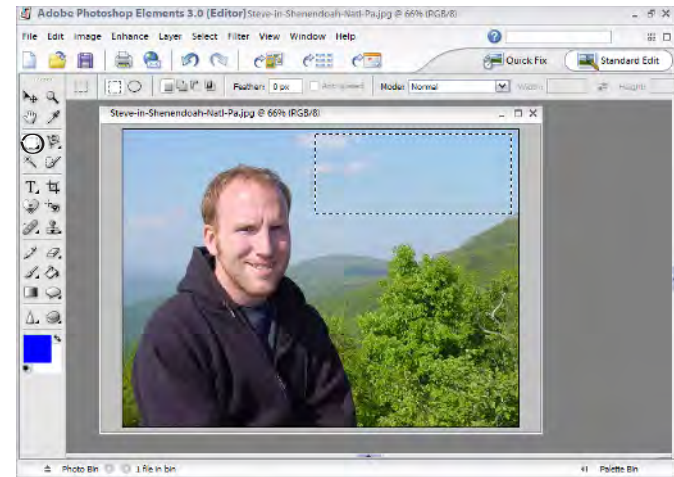 Adobe Photoshop Elements 3.0 (Editor) Steve-in-Shenendoah-Natl-Pa.jpg @ 66% (RGB/8)
File Edit Image Enhance Layer Select Filter View Window Help
Quick Fix Standard Edit
Feather: 0 px Anti-aliased Mode: Normal Width: Height:
Steve-in-Shenendoah-Natl-Pa.jpg @ 66% (RGB/8)
Photo Bin 1 file in bin Palette Bin